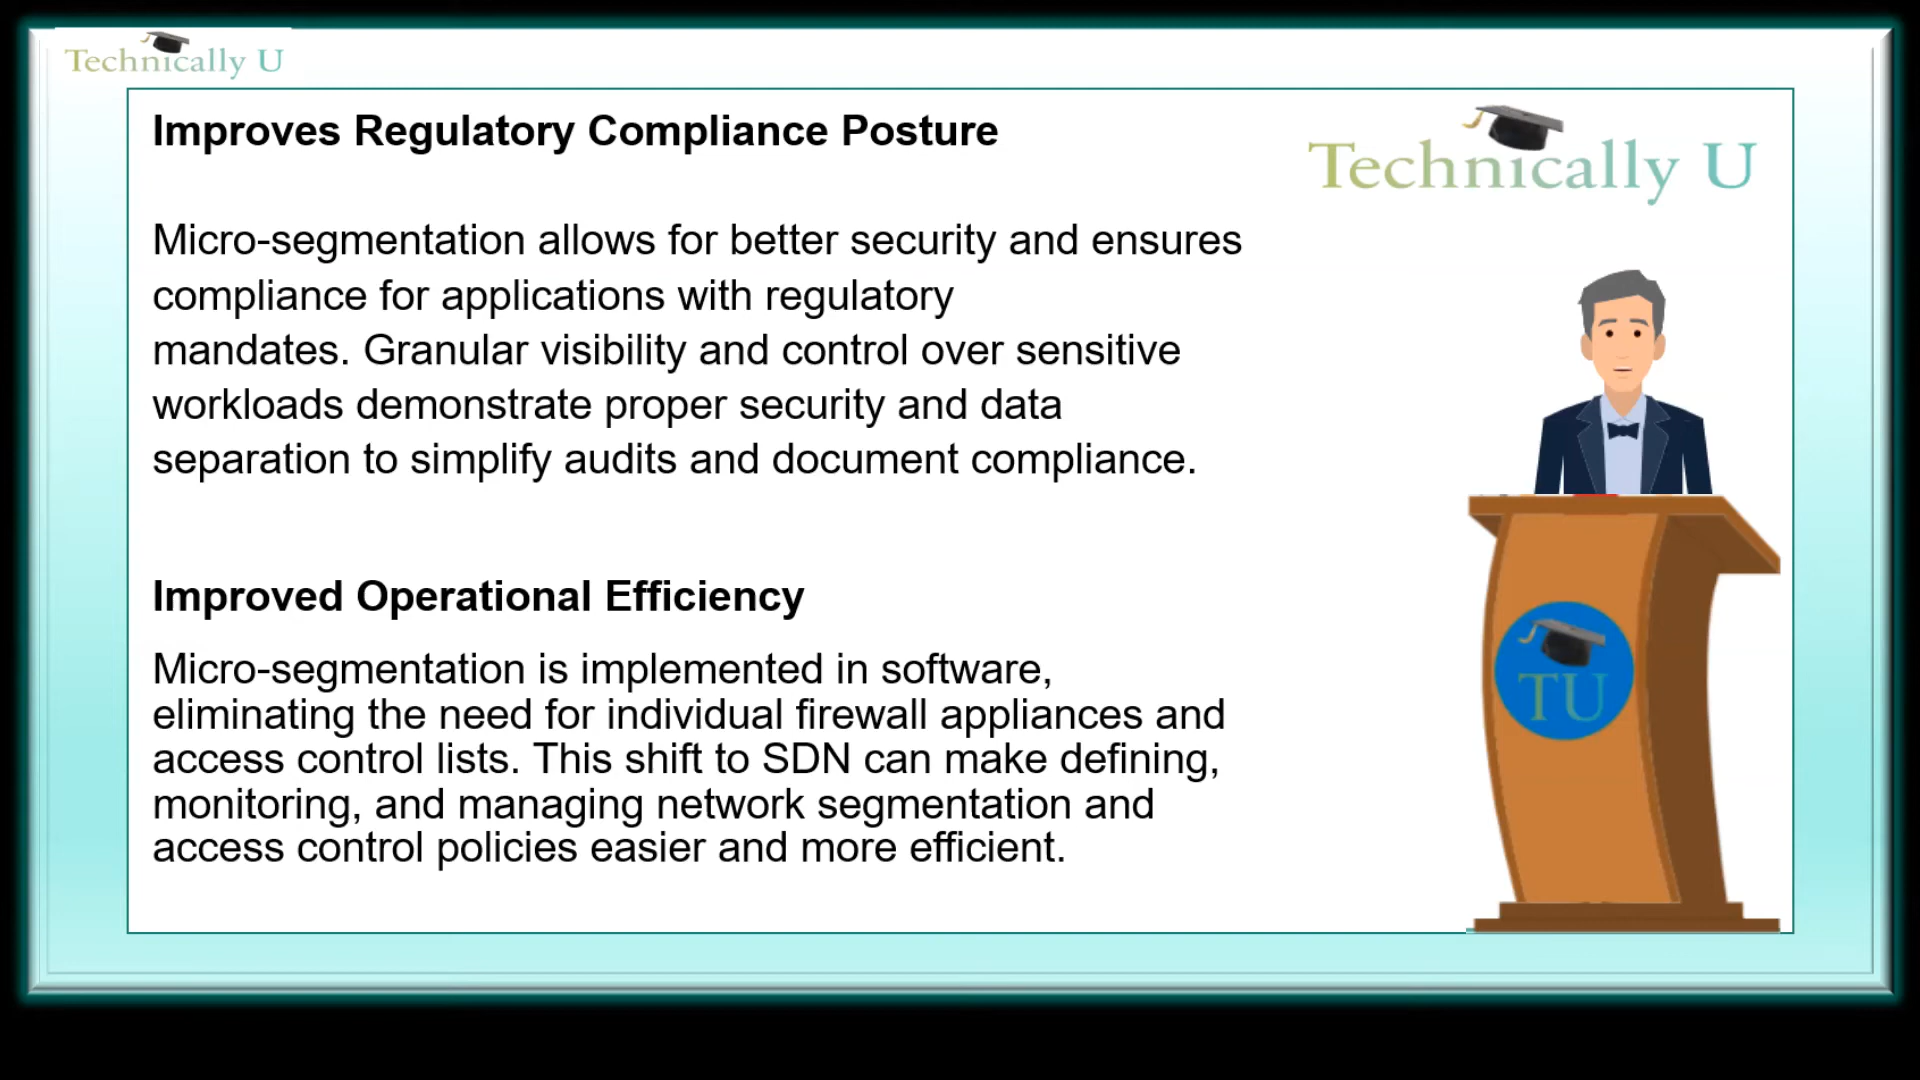 Technically U
Improves Regulatory Compliance Posture
Technically U
Micro-segmentation allows for better security and ensures
compliance for applications with regulatory
mandates. Granular visibility and control over sensitive
workloads demonstrate proper security and data
separation to simplify audits and document compliance.
Improved Operational Efficiency
Micro-segmentation is implemented in software,
eliminating the need for individual firewall appliances and
access control lists. This shift to SDN can make defining,
monitoring, and managing network segmentation and
access control policies easier and more efficient.
TU